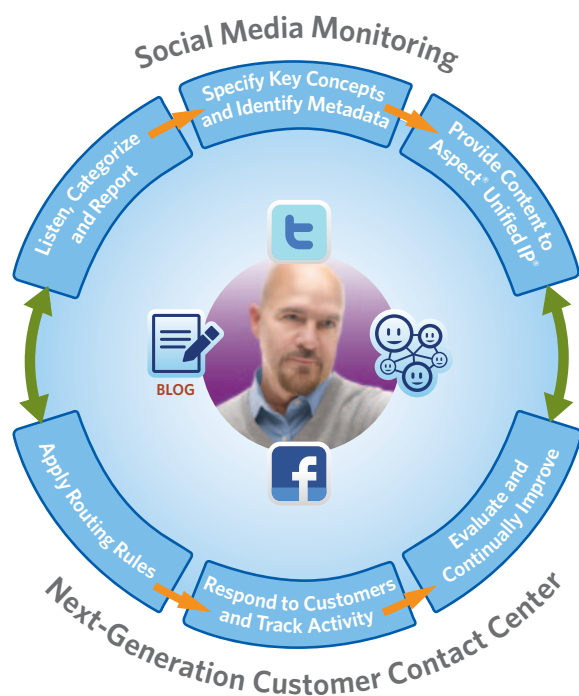 Social Media Monitoring
Listen, Categorize
and Report
Specify Key Concepts
and Identify Metadata
Provide Content to
Aspect® Unified IP®
t
BLOG
f
Apply Routing Rules
Respond to Customers
and Track Activity
Evaluate and
Continually Improve
Next-Generation Customer Contact Center